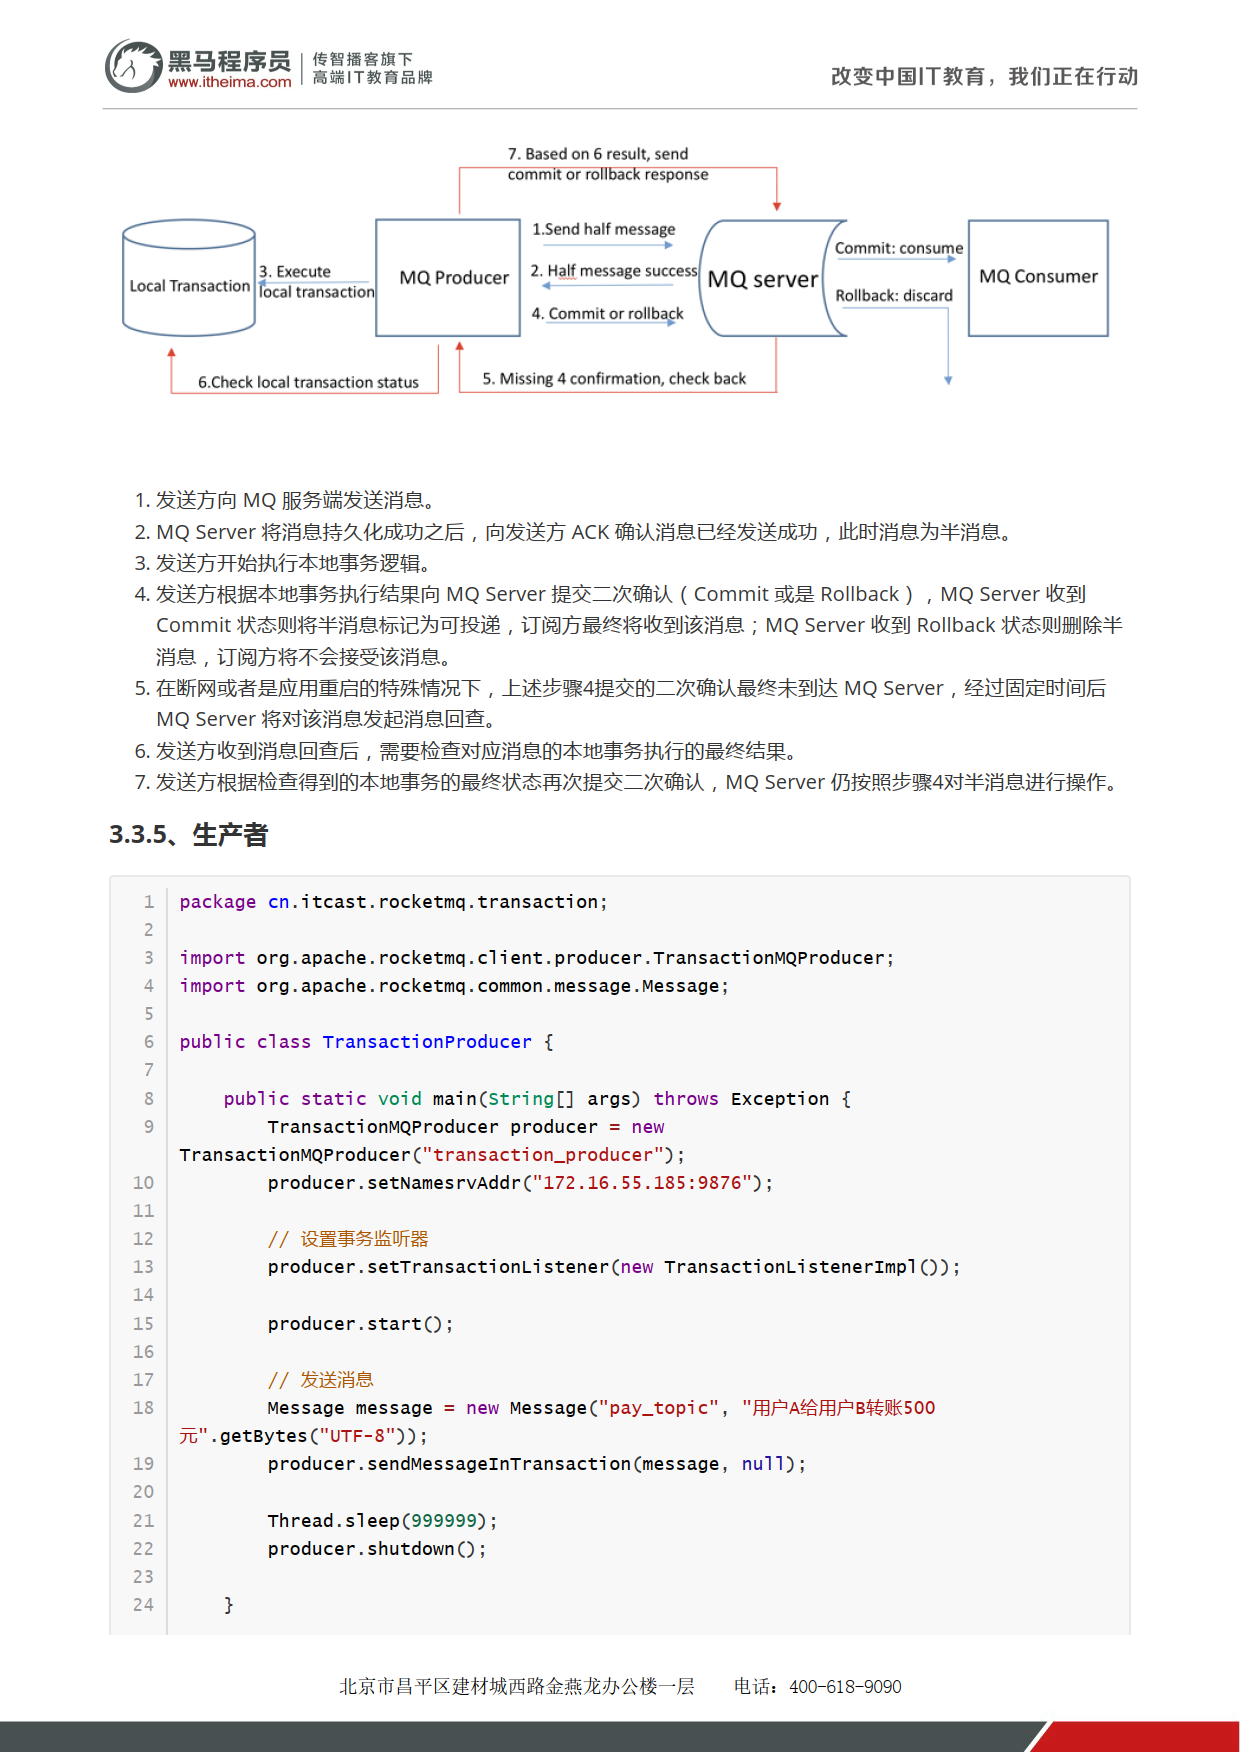 黑马程序员
www.itheima.com
传智播客旗下
高端IT教育品牌
改变中国IT教育，我们正在行动
7. Based on 6 result, send
commit or rollback response
1.Send half message
Commit: consume
3. Execute
local transaction
Local Transaction
MQ Producer
2. Half message success
MQ server
MQ Consumer
Rollback: discard
4. Commit or rollback
6.Check local transaction status
5. Missing 4 confirmation, check back
1. 发送方向 MQ 服务端发送消息。
2. MQ Server 将消息持久化成功之后，向发送方 ACK 确认消息已经发送成功，此时消息为半消息。
3. 发送方开始执行本地事务逻辑。
4. 发送方根据本地事务执行结果向 MQ Server 提交二次确认（Commit 或是 Rollback），MQ Server 收到
Commit 状态则将半消息标记为可投递，订阅方最终将收到该消息；MQ Server 收到 Rollback 状态则删除半
消息，订阅方将不会接受该消息。
5. 在断网或者是应用重启的特殊情况下，上述步骤4提交的二次确认最终未到达 MQ Server，经过固定时间后
MQ Server 将对该消息发起消息回查。
6. 发送方收到消息回查后，需要检查对应消息的本地事务执行的最终结果。
7. 发送方根据检查得到的本地事务的最终状态再次提交二次确认，MQ Server 仍按照步骤4对半消息进行操作。
3.3.5、生产者
1 package cn.itcast.rocketmq.transaction;
2
3 import org.apache.rocketmq.client.producer.TransactionMQProducer;
4 import org.apache.rocketmq.common.message.Message;
5
6 public class TransactionProducer {
7
8     public static void main(String[] args) throws Exception {
9         TransactionMQProducer producer = new
TransactionMQProducer("transaction_producer");
10         producer.setNamesrvAddr("172.16.55.185:9876");
11
12         // 设置事务监听器
13         producer.setTransactionListener(new TransactionListenerImpl());
14
15         producer.start();
16
17         // 发送消息
18         Message message = new Message("pay_topic", "用户A给用户B转账500
元".getBytes("UTF-8"));
19         producer.sendMessageInTransaction(message, null);
20
21         Thread.sleep(999999);
22         producer.shutdown();
23
24     }
北京市昌平区建材城西路金燕龙办公楼一层    电话：400-618-9090